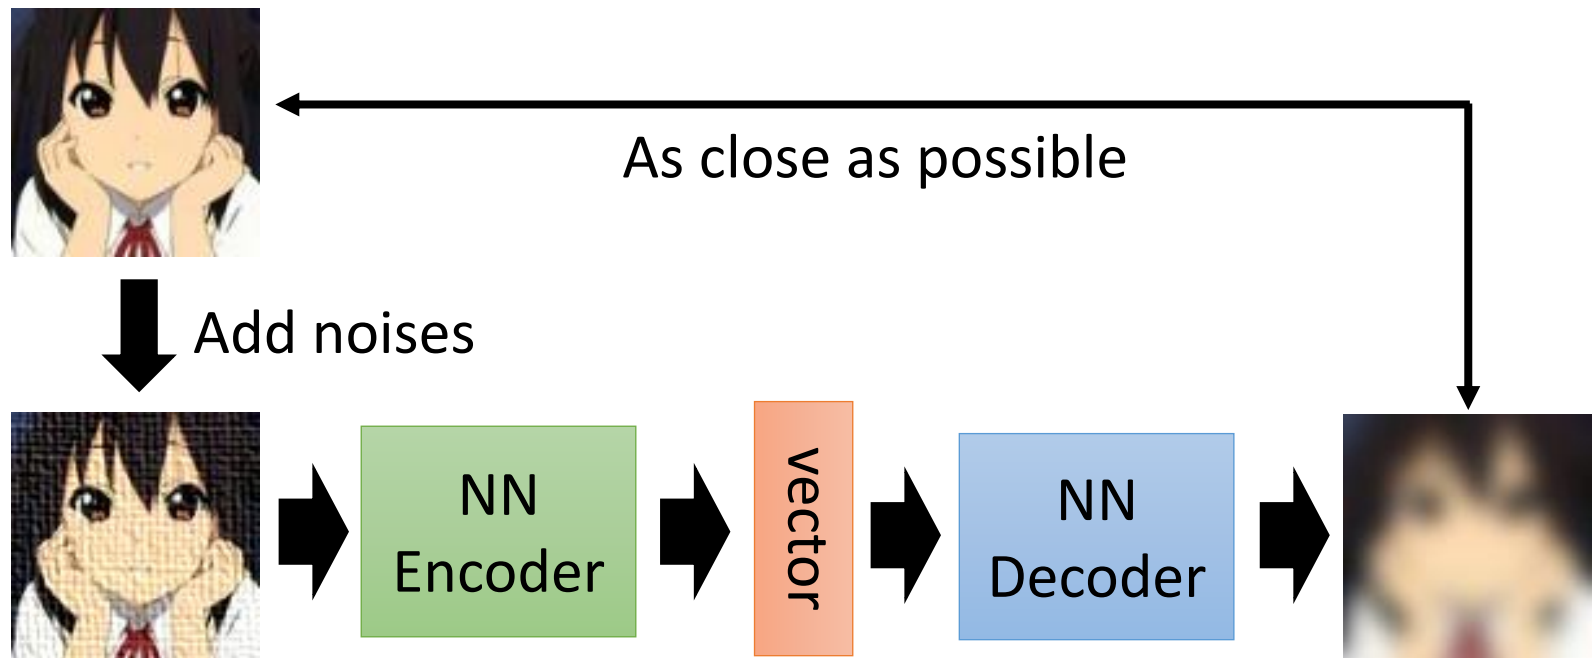 As close as possible
Add noises
NN
Encoder
vector
NN
Decoder